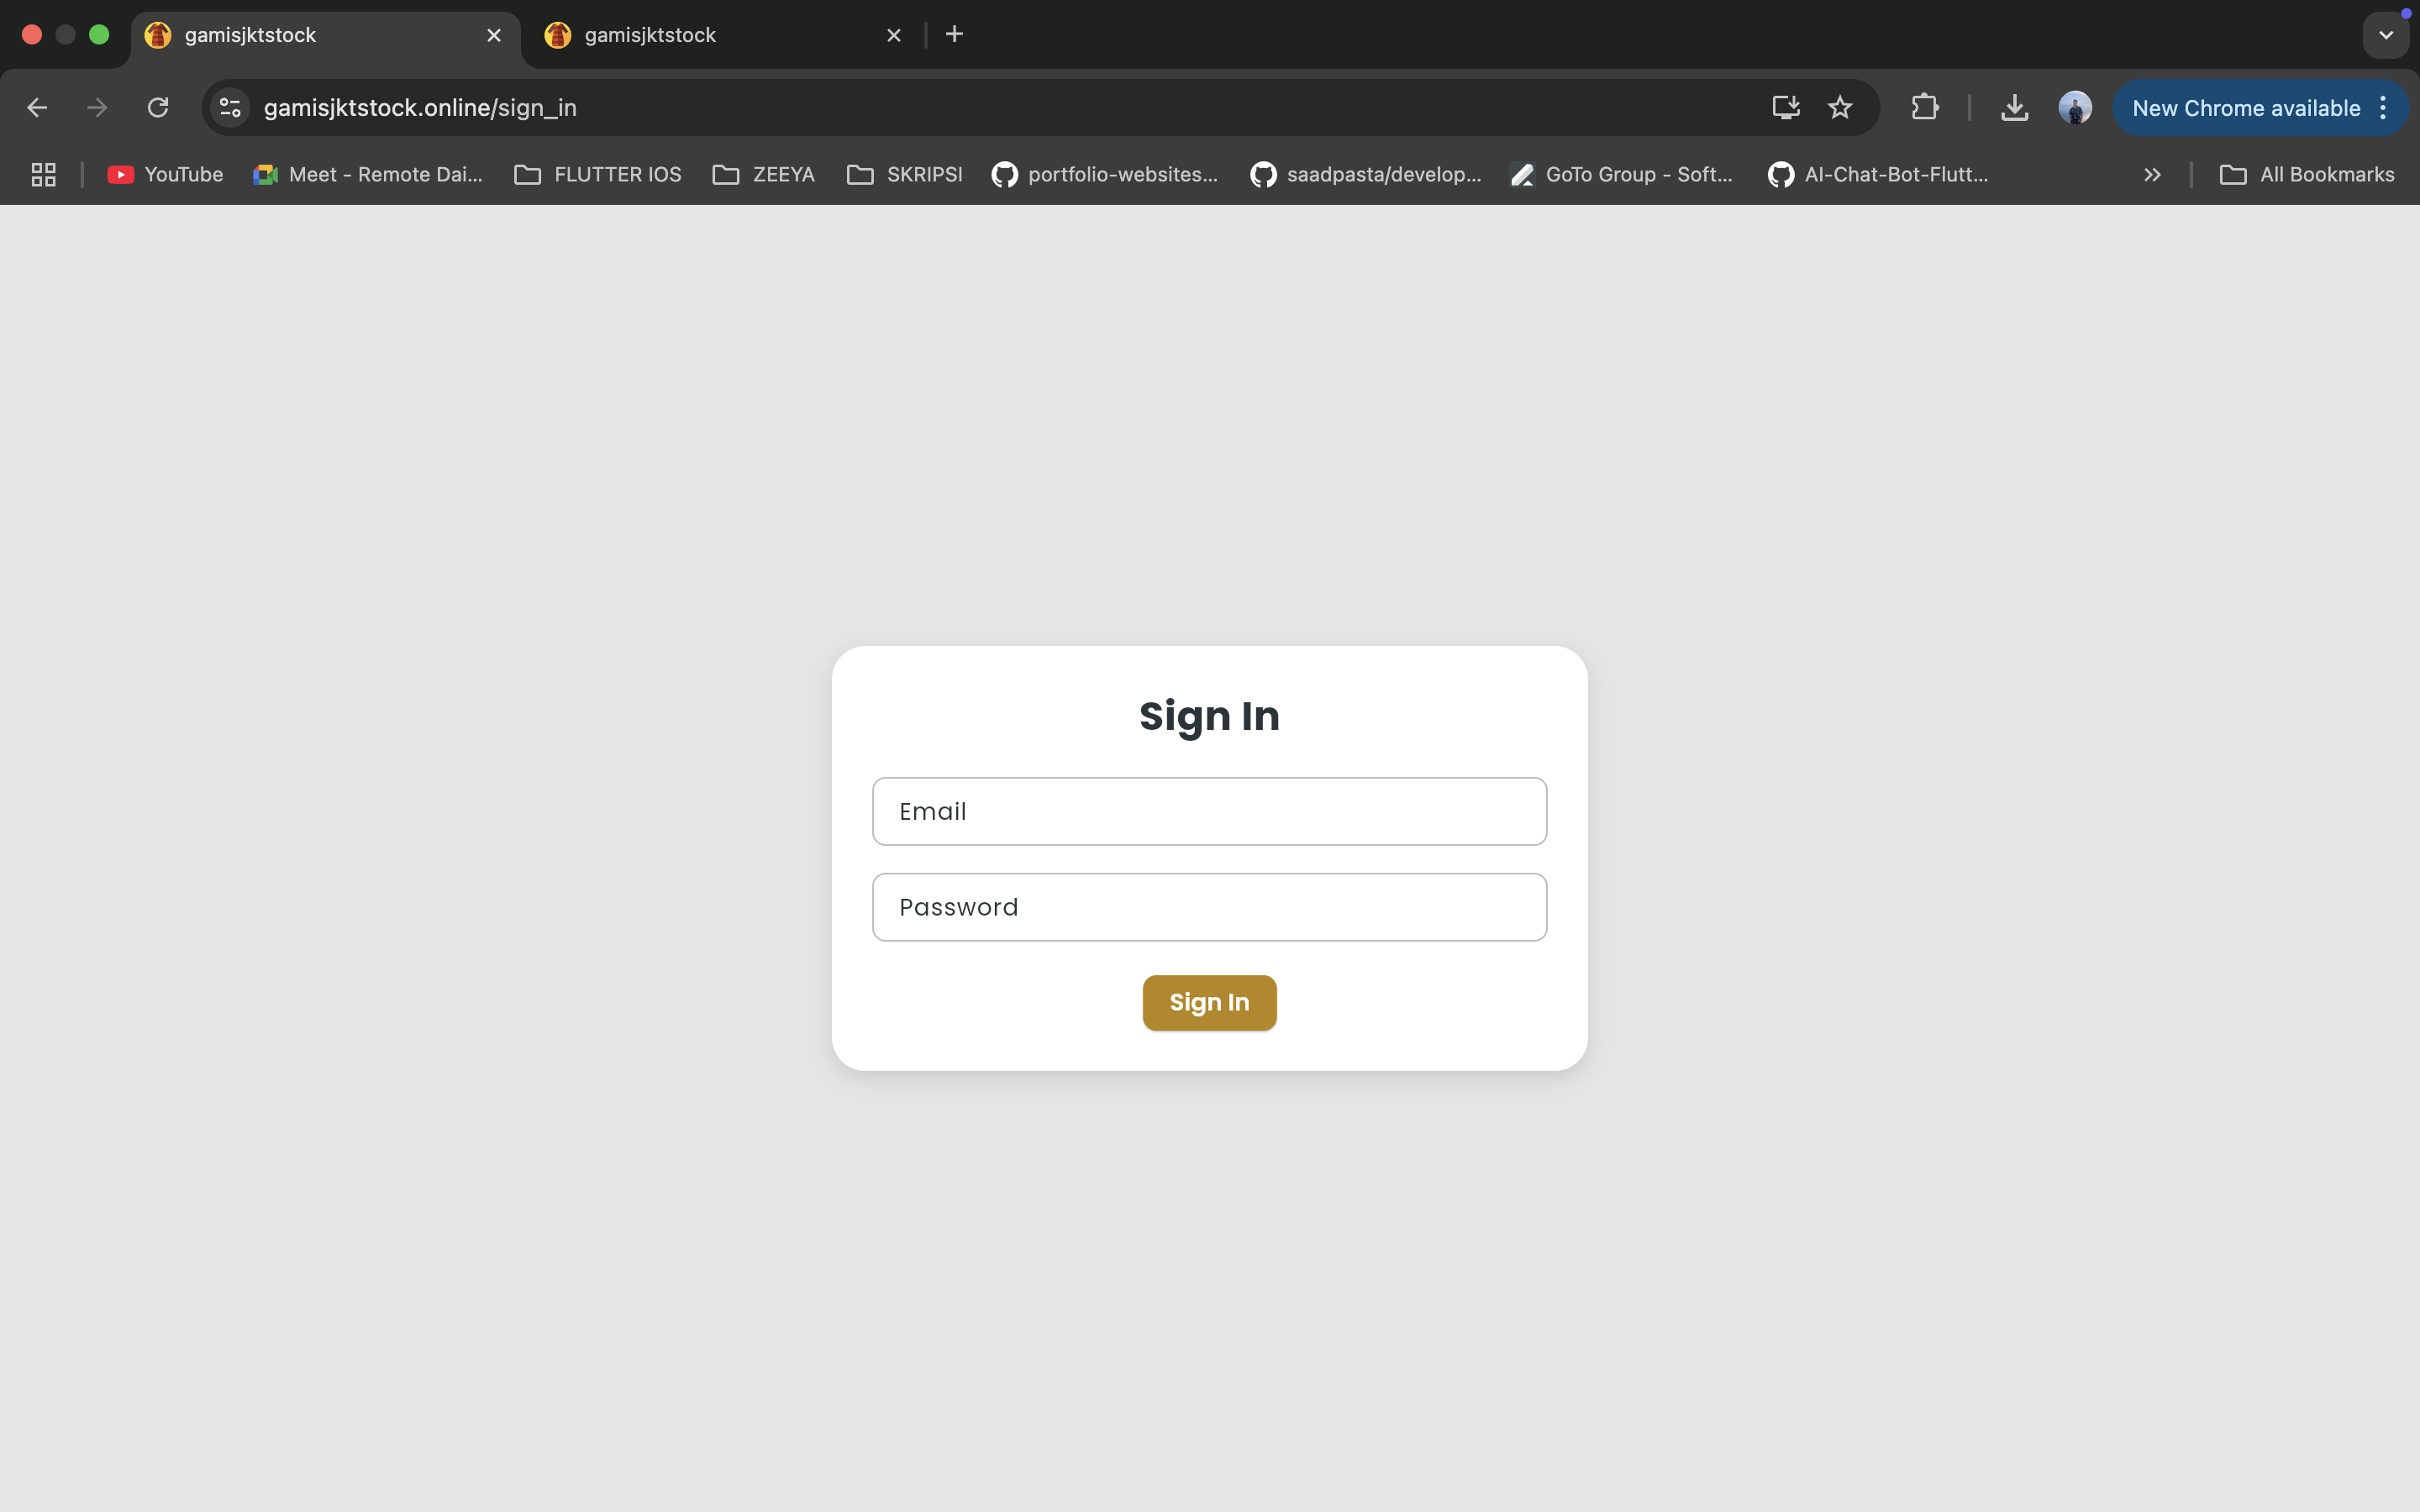 gamisjktstock
gamisjktstock
gamisjktstock.online/sign_in
New Chrome available
YouTube
Meet - Remote Dai...
FLUTTER IOS
ZEEYA
SKRIPSI
portfolio-websites...
saadpasta/develop...
GoTo Group - Soft...
AI-Chat-Bot-Flutt...
All Bookmarks
Sign In
Email
Password
Sign In